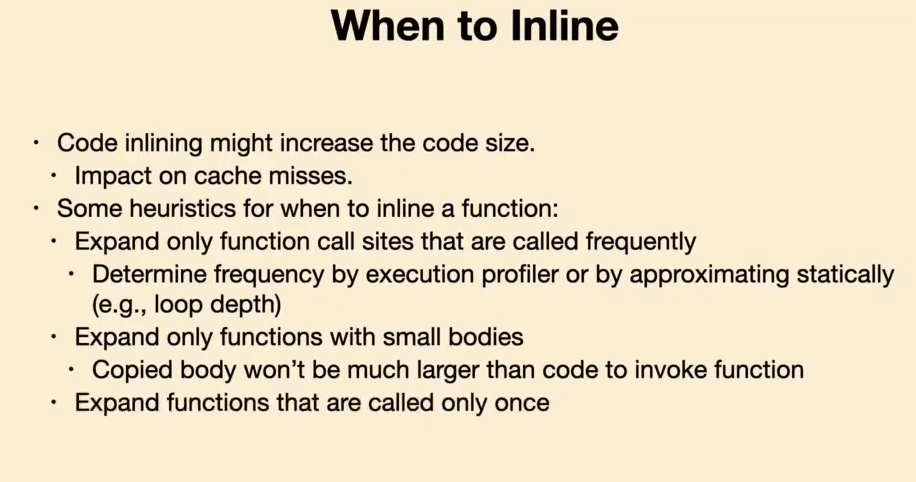 When to Inline
· Code inlining might increase the code size.
· Impact on cache misses.
· Some heuristics for when to inline a function:
· Expand only function call sites that are called frequently
· Determine frequency by execution profiler or by approximating statically
(e.g., loop depth)
· Expand only functions with small bodies
· Copied body won’t be much larger than code to invoke function
· Expand functions that are called only once